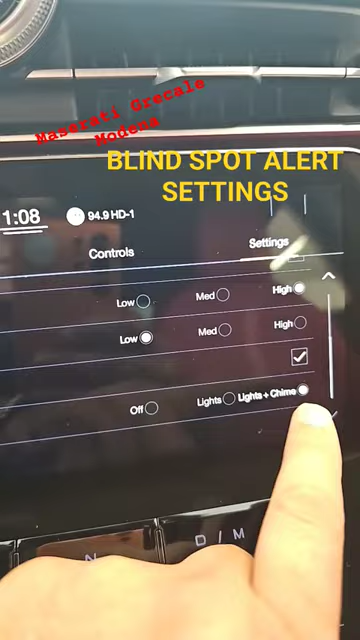 Maserati Grecale
Modena
BLIND SPOT ALERT
SETTINGS
1:08 94.9 HD-1
Controls Settings
Low Med High
Low Med High
Off Lights Lights + Chime
N D / M